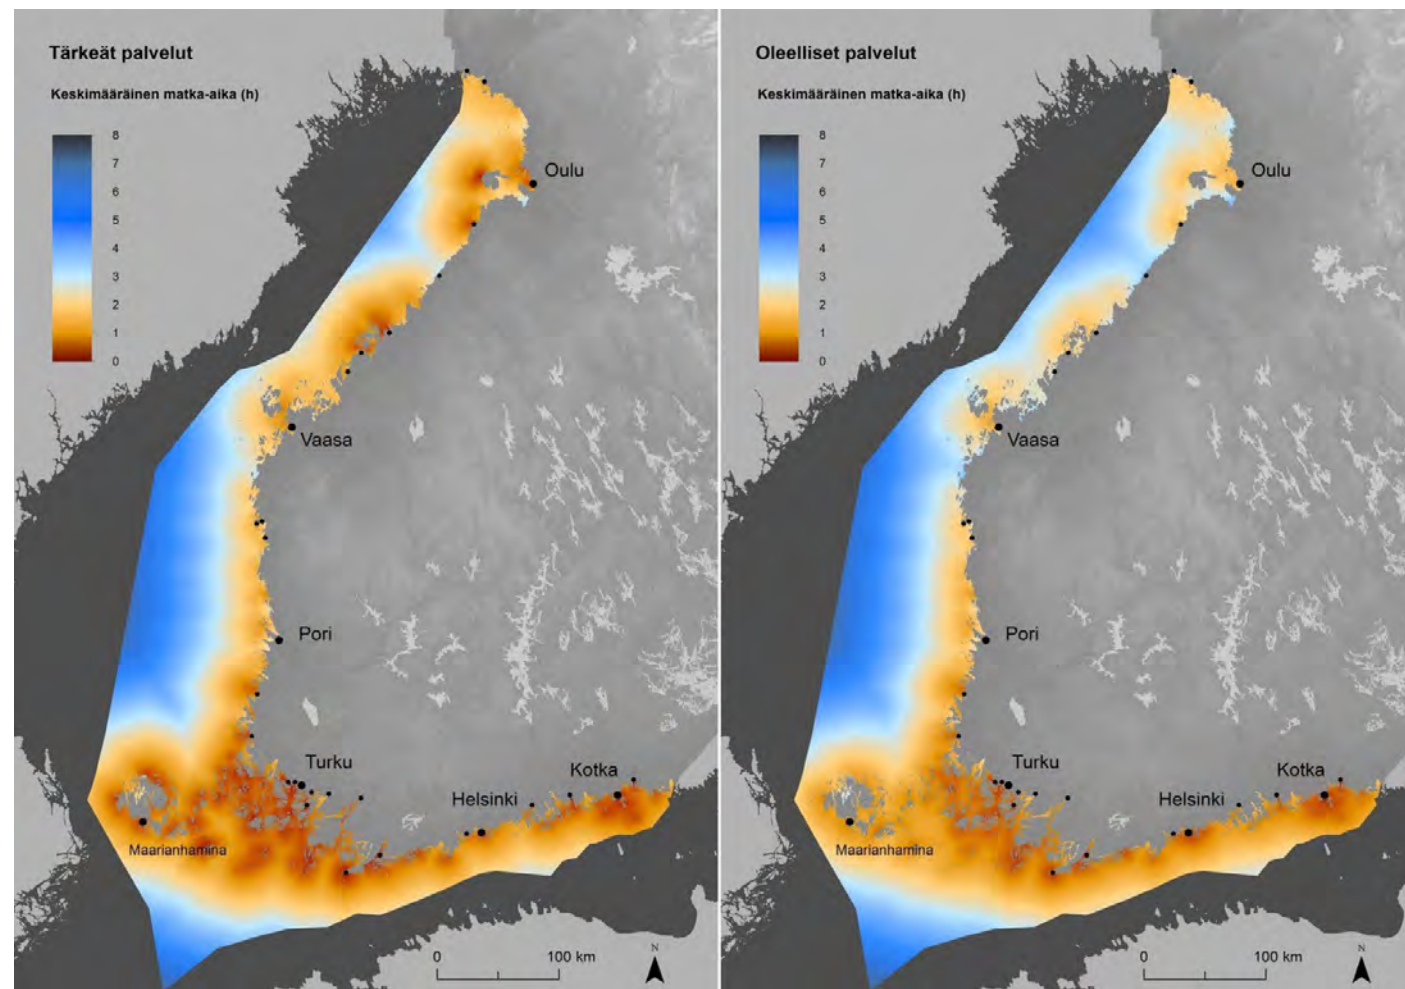 Tärkeät palvelut
Keskimääräinen matka-aika (h)
8
7
6
5
4
3
2
1
0
Oulu
Vaasa
Pori
Turku
Kotka
Helsinki
Maarianhamina
N
0 100 km
Oleelliset palvelut
Keskimääräinen matka-aika (h)
8
7
6
5
4
3
2
1
0
Oulu
Vaasa
Pori
Turku
Kotka
Helsinki
Maarianhamina
N
0 100 km